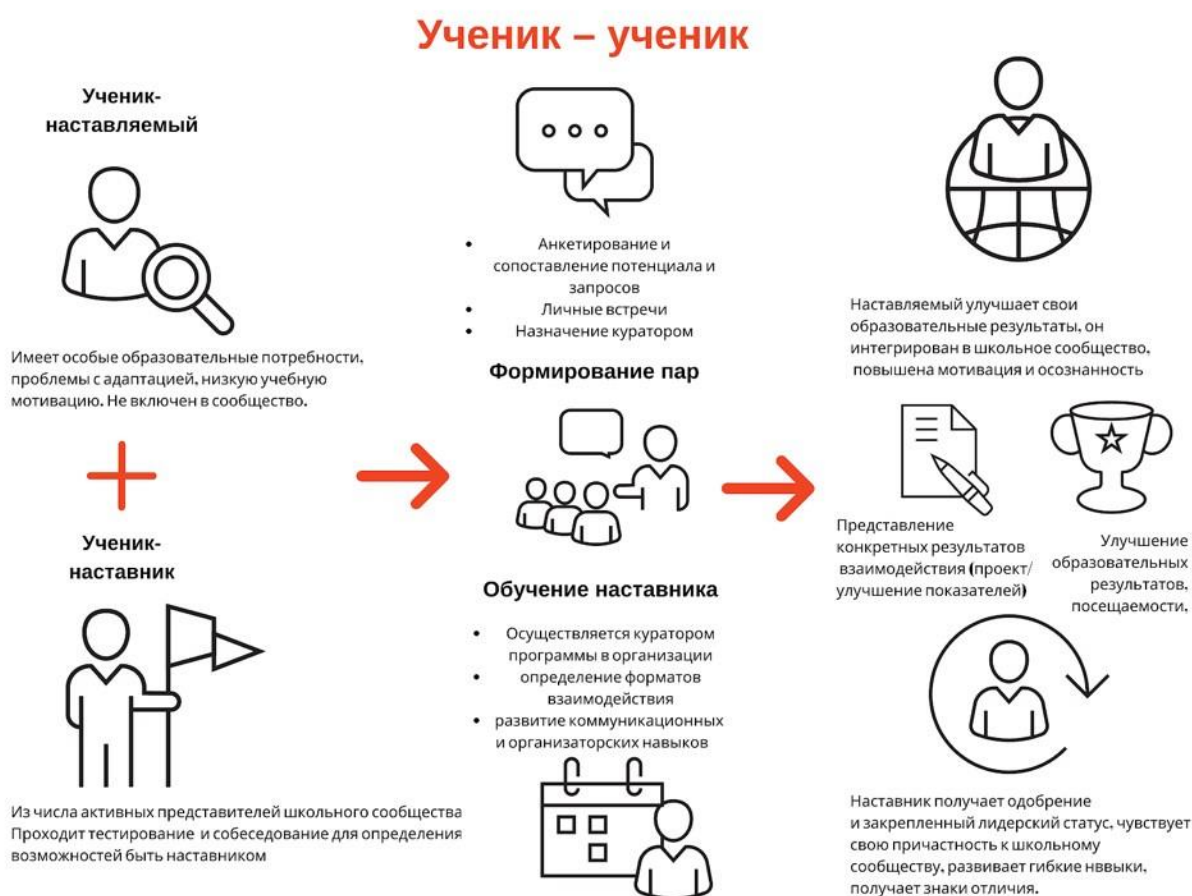 Ученик – ученик
Ученик-
наставляемый
Имеет особые образовательные потребности,
проблемы с адаптацией, низкую учебную
мотивацию. Не включен в сообщество.
Ученик-
наставник
Из числа активных представителей школьного сообщества
Проходит тестирование и собеседование для определения
возможностей быть наставником
• Анкетирование и
сопоставление потенциала и
запросов
• Личные встречи
• Назначение куратором
Формирование пар
Обучение наставника
• Осуществляется куратором
программы в организации
• определение форматов
взаимодействия
• развитие коммуникационных
и организаторских навыков
Наставляемый улучшает свои
образовательные результаты, он
интегрирован в школьное сообщество,
повышена мотивация и осознанность
Представление
конкретных результатов
взаимодействия (проект/
улучшение показателей)
Улучшение
образовательных
результатов,
посещаемости,
Наставник получает одобрение
и закрепленный лидерский статус, чувствует
свою причастность к школьному
сообществу, развивает гибкие нввыки,
получает знаки отличия.